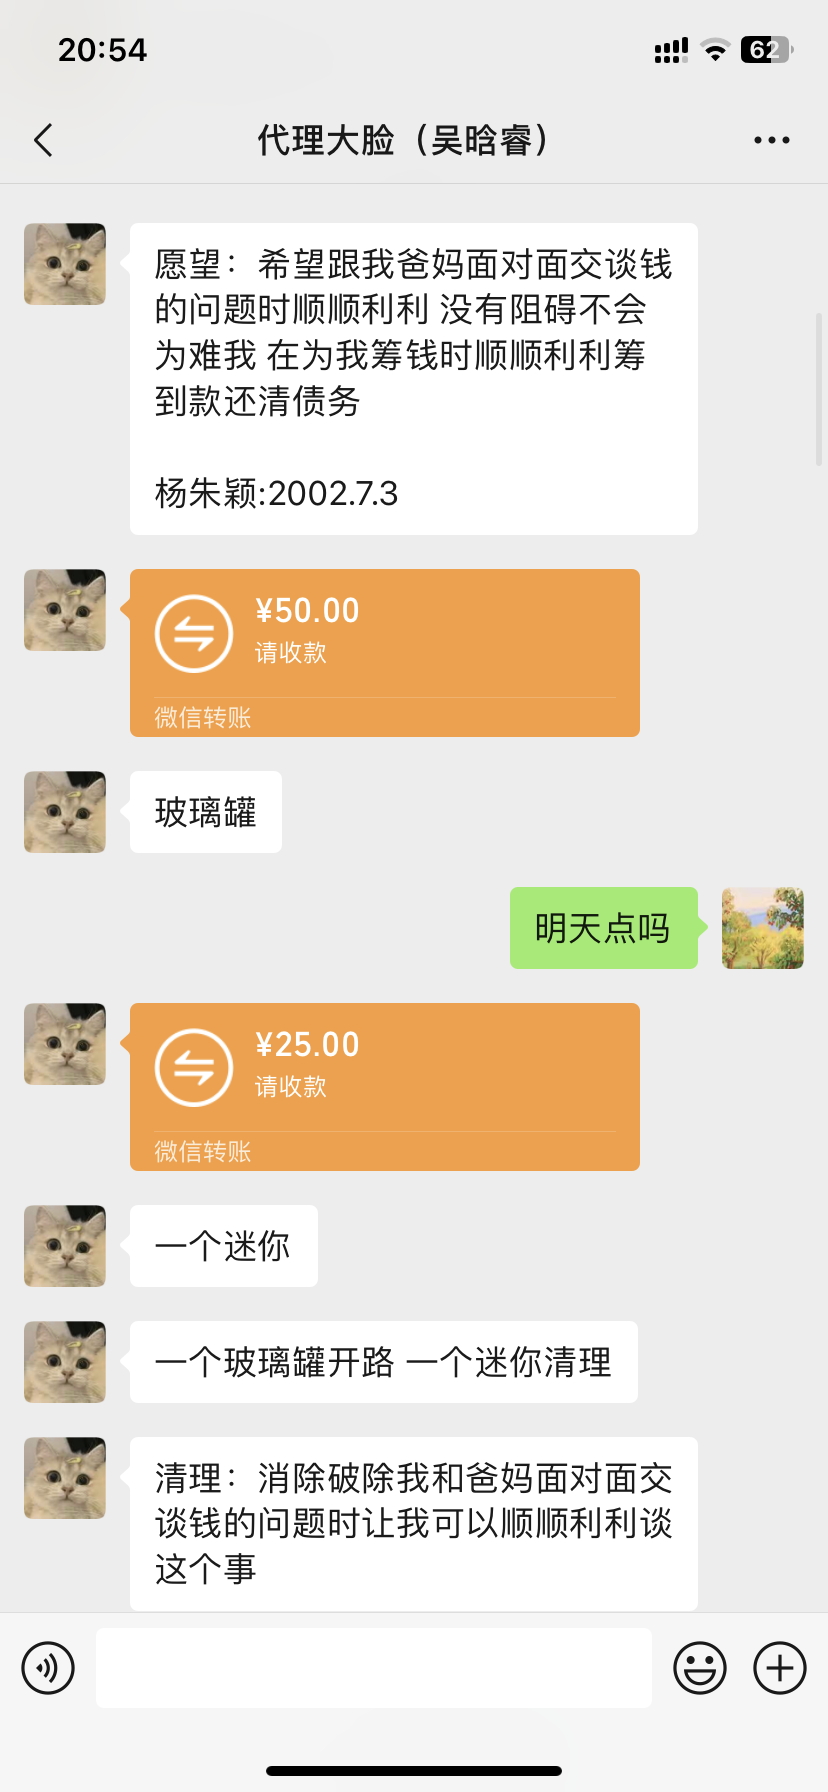 20:54
62
代理大脸（吴晗睿）
愿望：希望跟我爸妈面对面交谈钱
的问题时顺顺利利 没有阻碍不会
为难我 在为我筹钱时顺顺利利筹
到款还清债务
杨朱颖:2002.7.3
¥50.00
请收款
微信转账
玻璃罐
明天点吗
¥25.00
请收款
微信转账
一个迷你
一个玻璃罐开路 一个迷你清理
清理：消除破除我和爸妈面对面交
谈钱的问题时让我可以顺顺利利谈
这个事